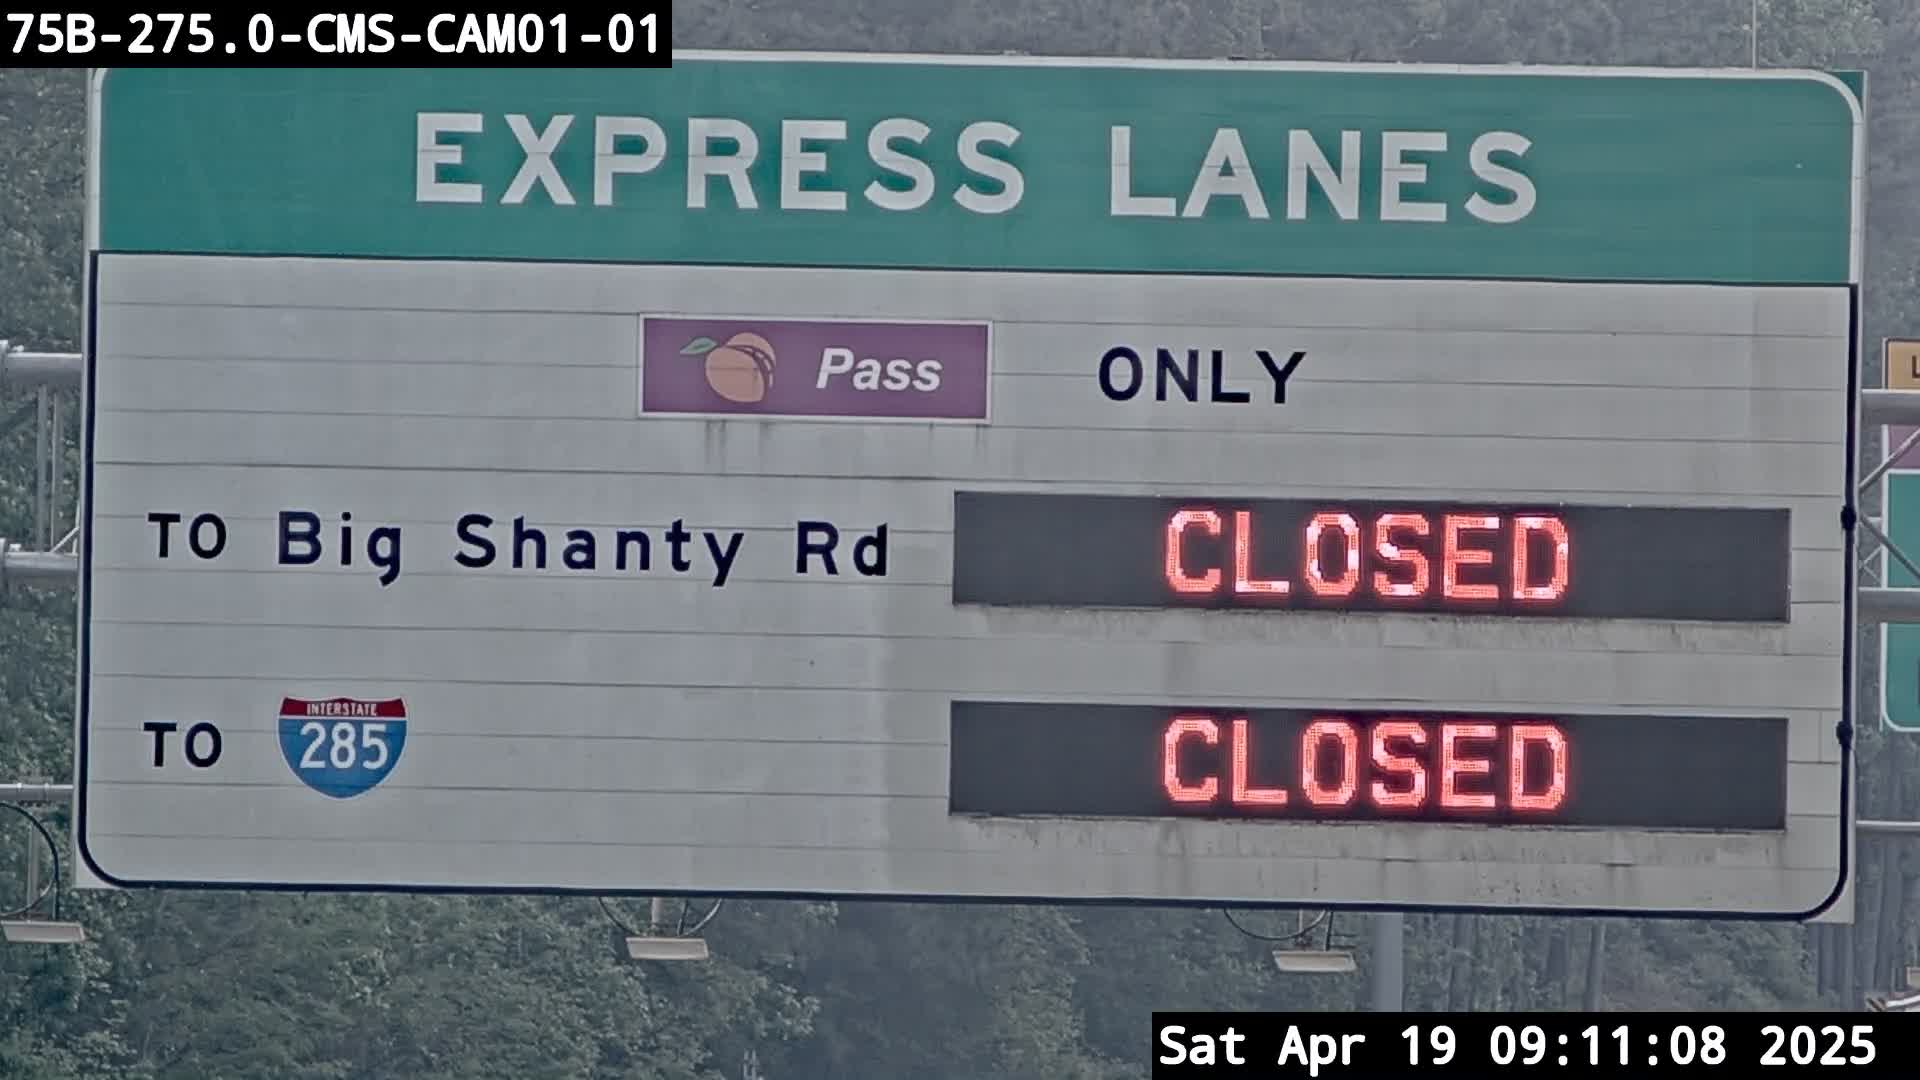 75B-275.0-CMS-CAM01-01
EXPRESS LANES
Pass ONLY
TO Big Shanty Rd CLOSED
TO INTERSTATE 285 CLOSED
Sat Apr 19 09:11:08 2025